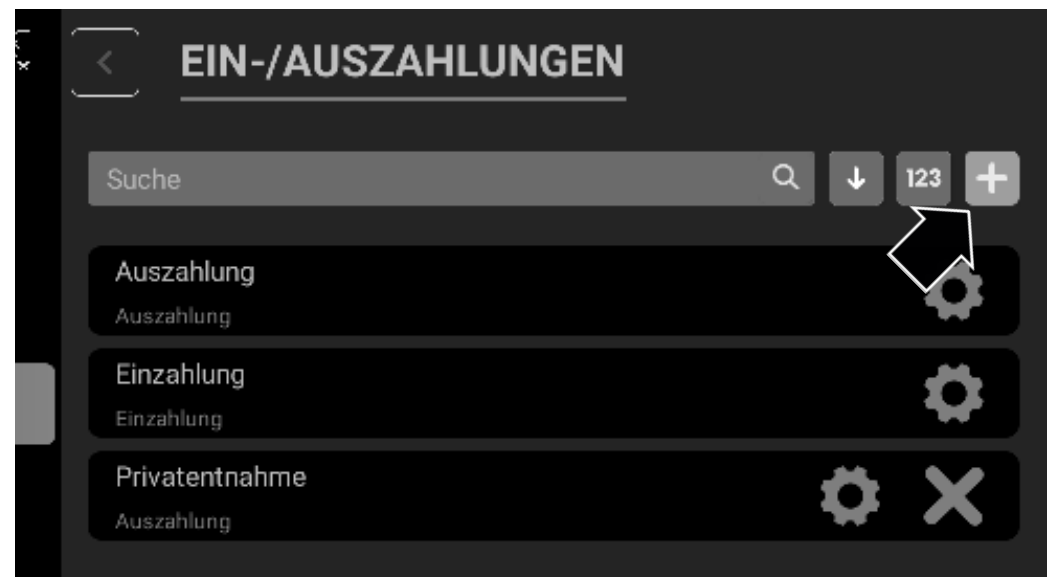 EIN-/AUSZAHLUNGEN
Suche
123
Auszahlung
Auszahlung
Einzahlung
Einzahlung
Privatentnahme
Auszahlung